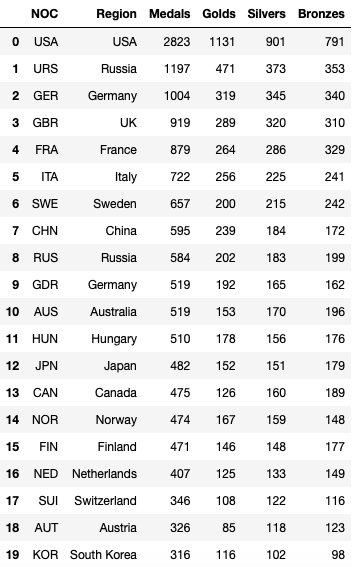 NOC Region Medals Golds Silvers Bronzes
0 USA USA 2823 1131 901 791
1 URS Russia 1197 471 373 353
2 GER Germany 1004 319 345 340
3 GBR UK 919 289 320 310
4 FRA France 879 264 286 329
5 ITA Italy 722 256 225 241
6 SWE Sweden 657 200 215 242
7 CHN China 595 239 184 172
8 RUS Russia 584 202 183 199
9 GDR Germany 519 192 165 162
10 AUS Australia 519 153 170 196
11 HUN Hungary 510 178 156 176
12 JPN Japan 482 152 151 179
13 CAN Canada 475 126 160 189
14 NOR Norway 474 167 159 148
15 FIN Finland 471 146 148 177
16 NED Netherlands 407 125 133 149
17 SUI Switzerland 346 108 122 116
18 AUT Austria 326 85 118 123
19 KOR South Korea 316 116 102 98